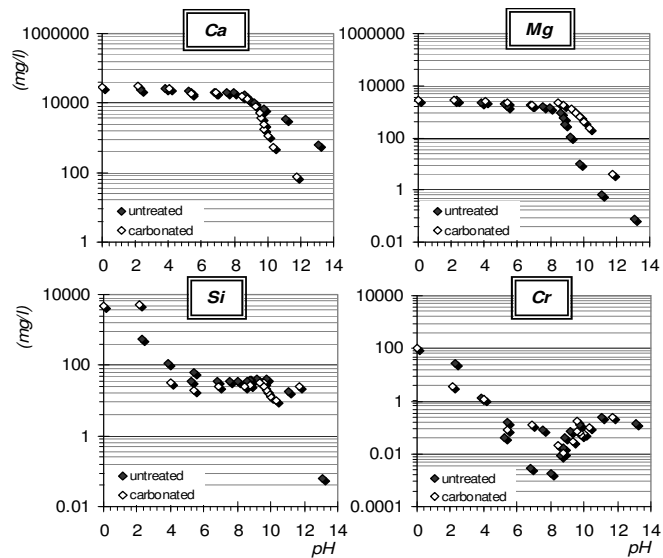 Ca
Mg
(mg/l)
1000000
10000
100
1
0 2 4 6 8 10 12 14
untreated
carbonated
1000000
10000
100
1
0.01
0 2 4 6 8 10 12 14
untreated
carbonated
Si
Cr
(mg/l)
10000
100
1
0.01
0 2 4 6 8 10 12 14
pH
untreated
carbonated
10000
100
1
0.01
0.0001
0 2 4 6 8 10 12 14
pH
untreated
carbonated